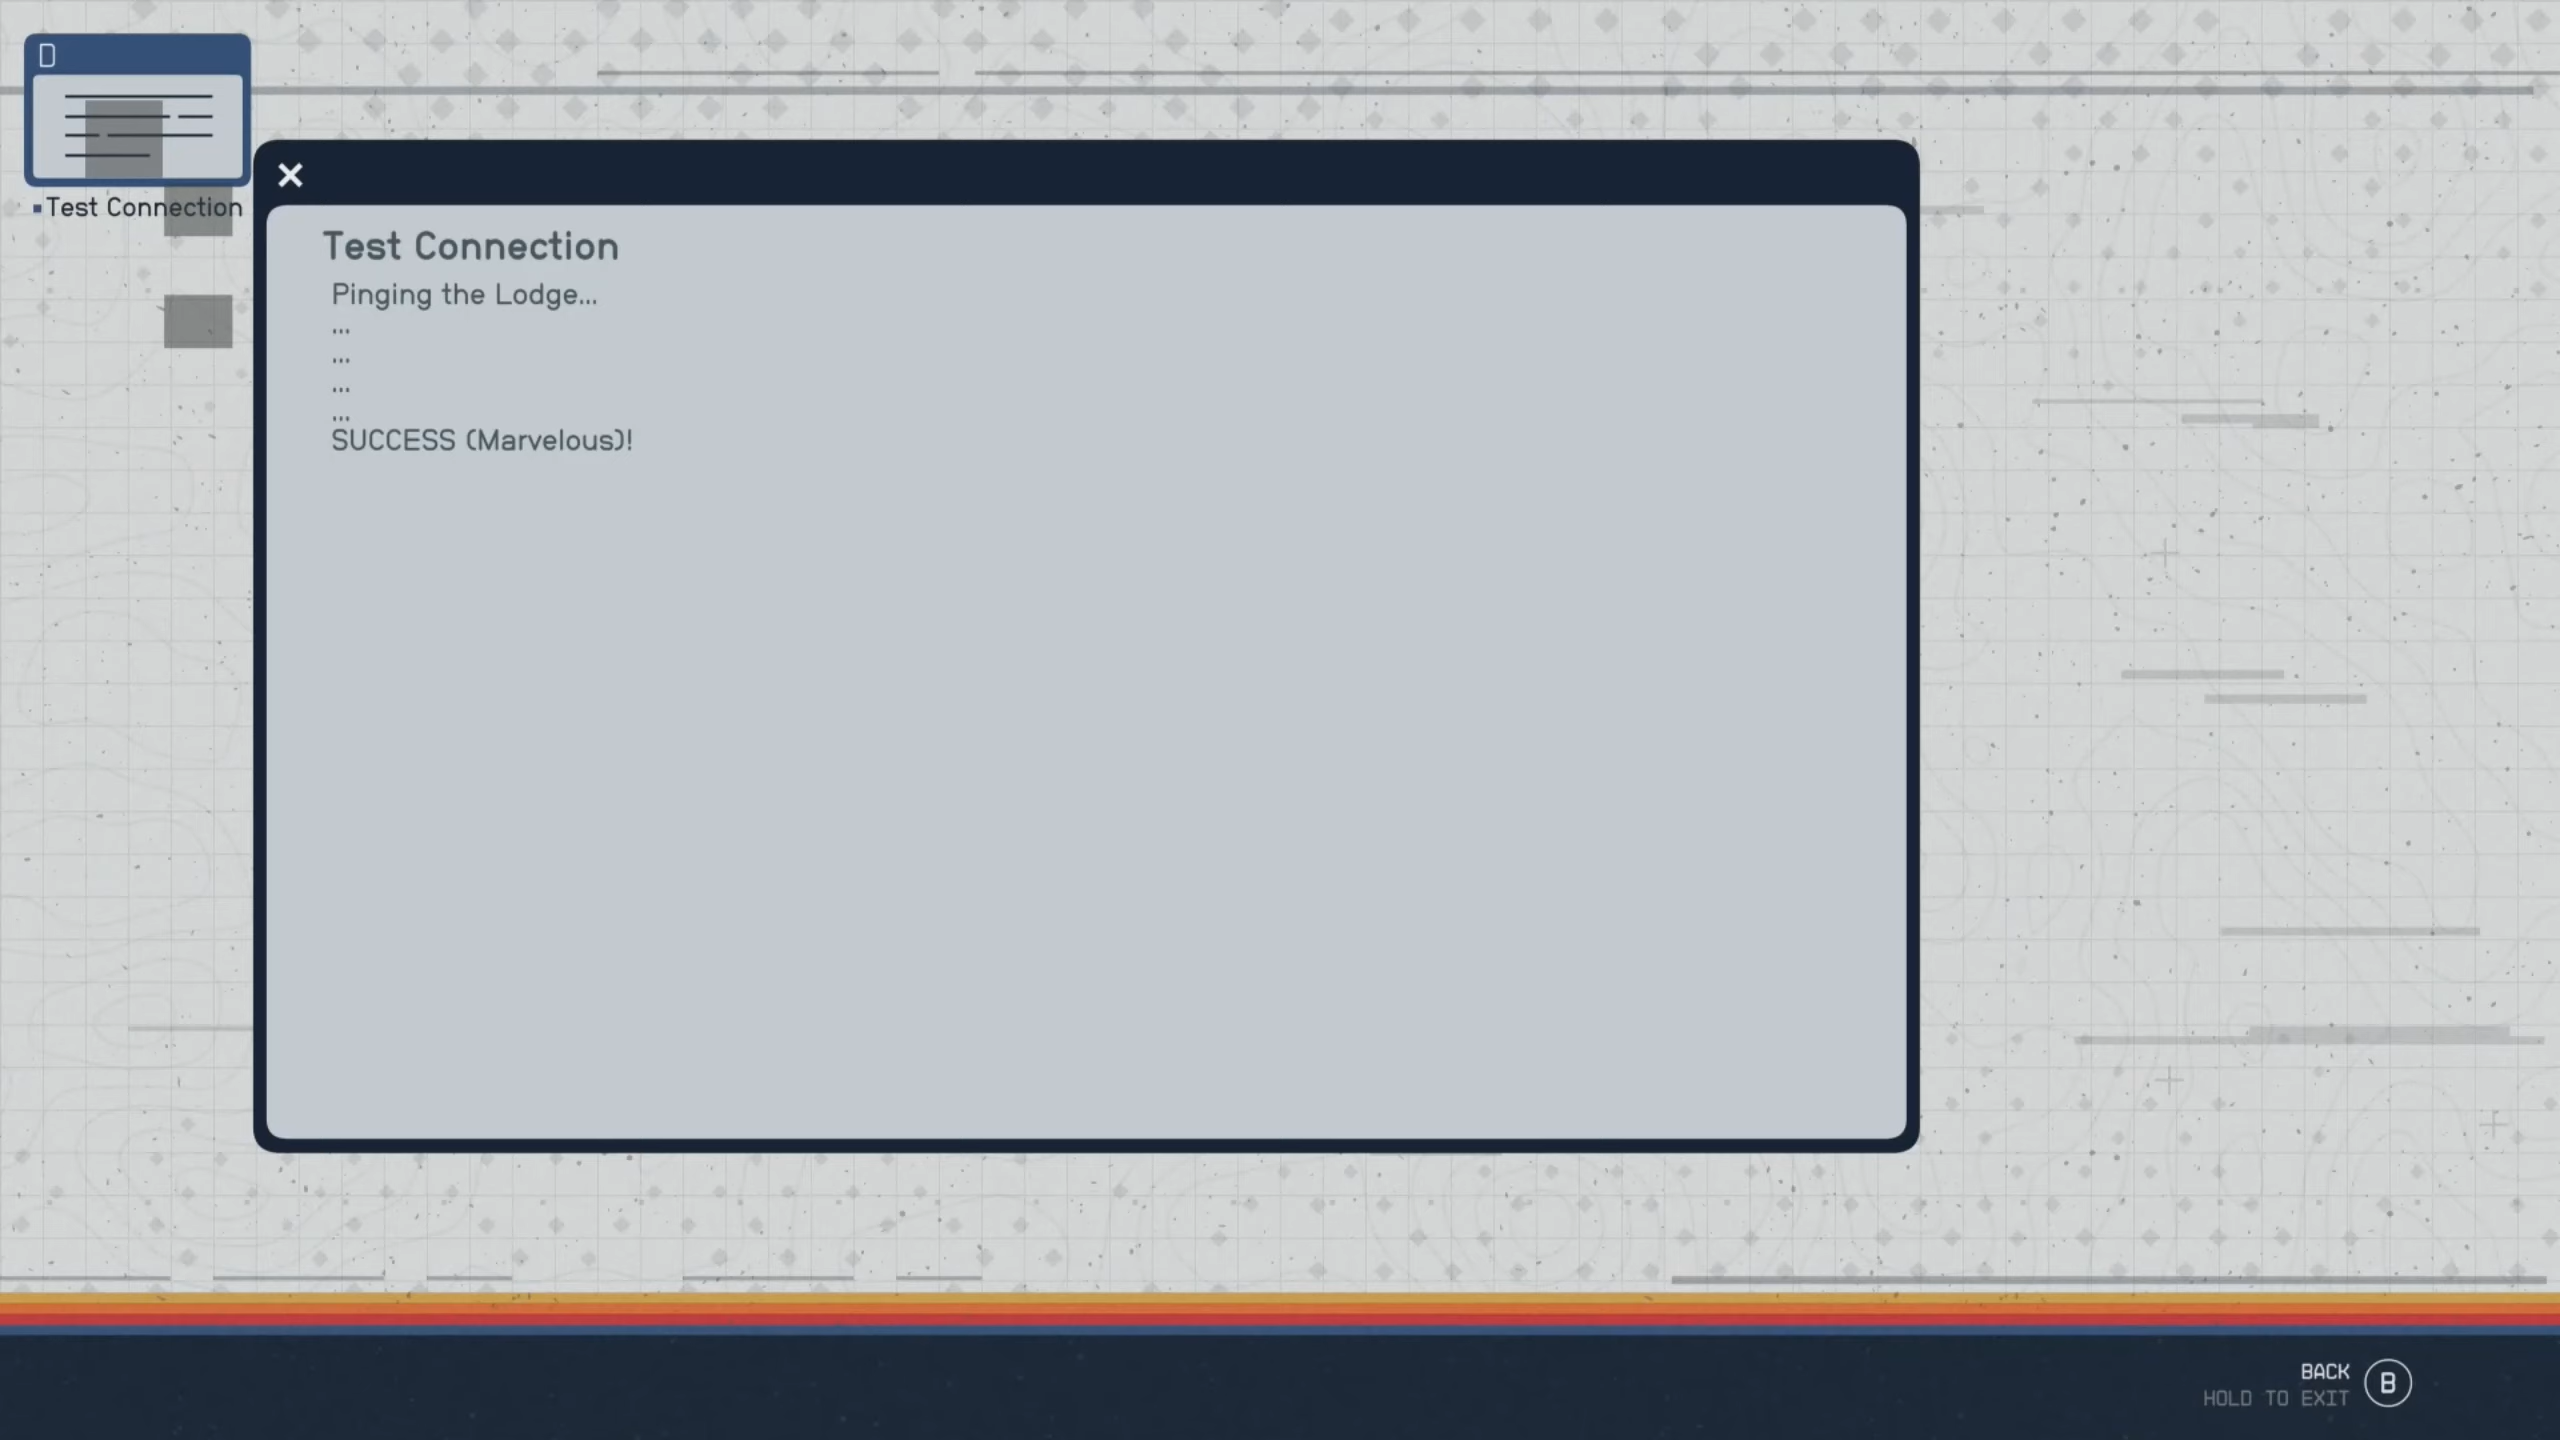 Test Connection
Test Connection
Pinging the Lodge...
...
...
...
...
SUCCESS (Marvelous)!
BACK
B
HOLD TO EXIT